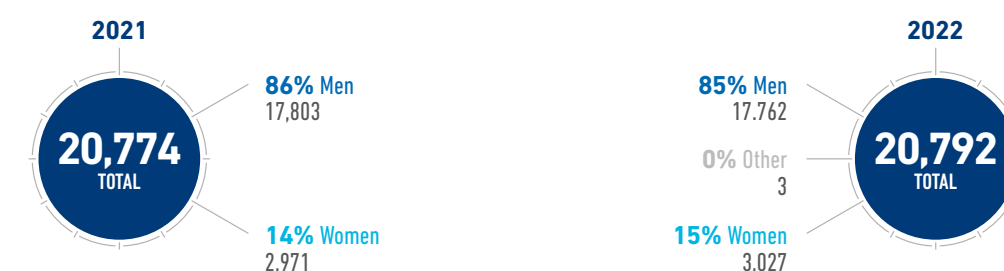 2021
86% Men
17,803
20,774
TOTAL
14% Women
2.971
2022
85% Men
17.762
0% Other
3
20,792
TOTAL
15% Women
3.027